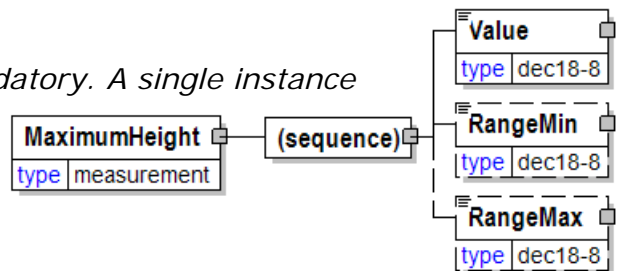 Value
type dec18-8
datory. A single instance
MaximumHeight (sequence) RangeMin
type measurement type dec18-8
RangeMax
type dec18-8